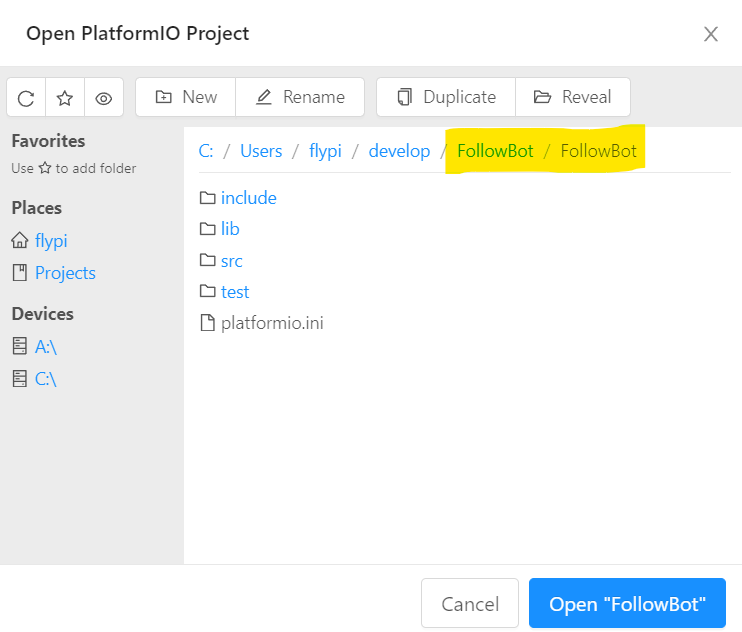 Open PlatformIO Project
New Rename Duplicate Reveal
Favorites
Use ☆ to add folder
Places
flypi
Projects
Devices
A:\
C:\
C: / Users / flypi / develop / FollowBot / FollowBot
include
lib
src
test
platformio.ini
Cancel Open "FollowBot"